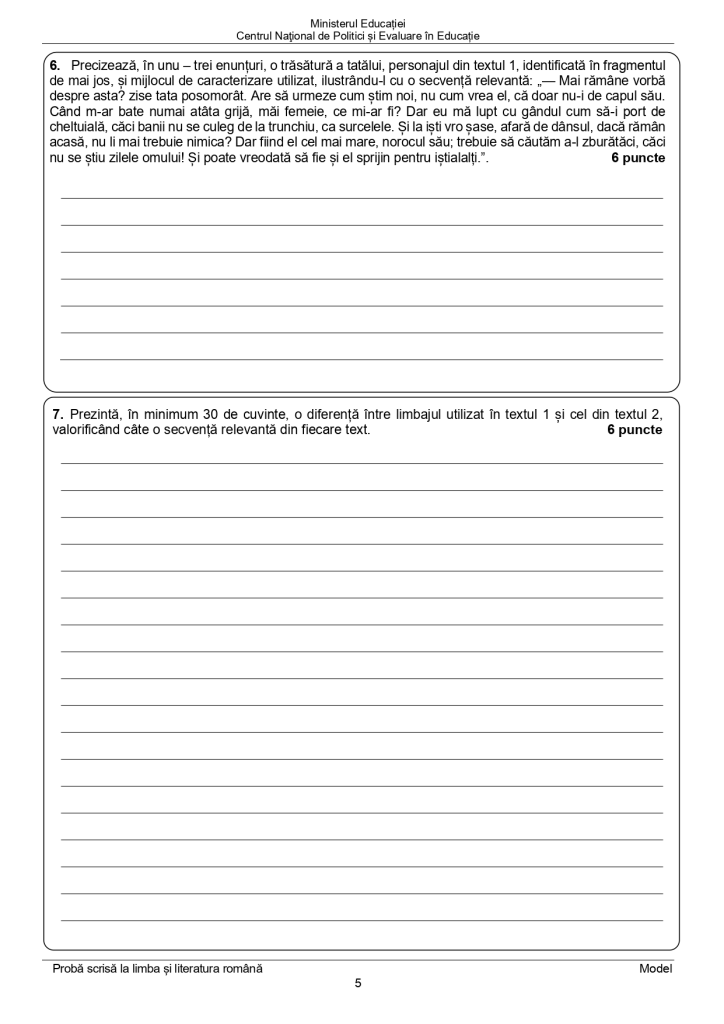 Ministerul Educației
Centrul Naţional de Politici și Evaluare în Educație
6. Precizează, în unu – trei enunțuri, o trăsătură a tatălui, personajul din textul 1, identificată în fragmentul
de mai jos, și mijlocul de caracterizare utilizat, ilustrându-l cu o secvență relevantă: „— Mai rămâne vorbă
despre asta? zise tata posomorât. Are să urmeze cum știm noi, nu cum vrea el, că doar nu-i de capul său.
Când m-ar bate numai atâta grijă, măi femeie, ce mi-ar fi? Dar eu mă lupt cu gândul cum să-i port de
cheltuială, căci banii nu se culeg de la trunchiu, ca surcelele. Și la iști vro șase, afară de dânsul, dacă rămân
acasă, nu li mai trebuie nimica? Dar fiind el cel mai mare, norocul său; trebuie să căutăm a-l zburătăci, căci
nu se știu zilele omului! Și poate vreodată să fie și el sprijin pentru iștialalți.”. 6 puncte
7. Prezintă, în minimum 30 de cuvinte, o diferență între limbajul utilizat în textul 1 și cel din textul 2,
valorificând câte o secvență relevantă din fiecare text. 6 puncte
Probă scrisă la limba și literatura română Model
5